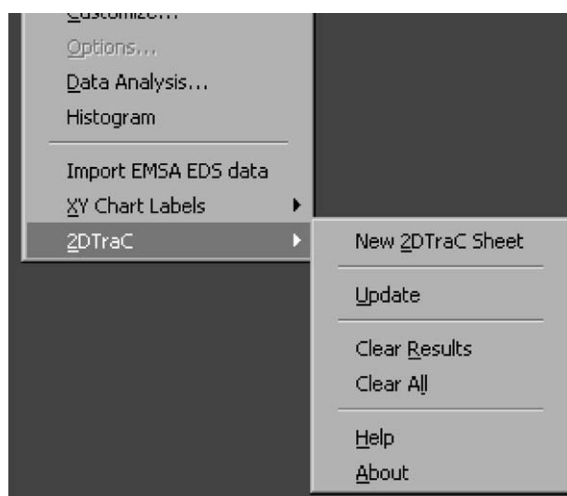 Customize...
Options...
Data Analysis...
Histogram
Import EMSA EDS data
XY Chart Labels
2DTraC
New 2DTraC Sheet
Update
Clear Results
Clear All
Help
About